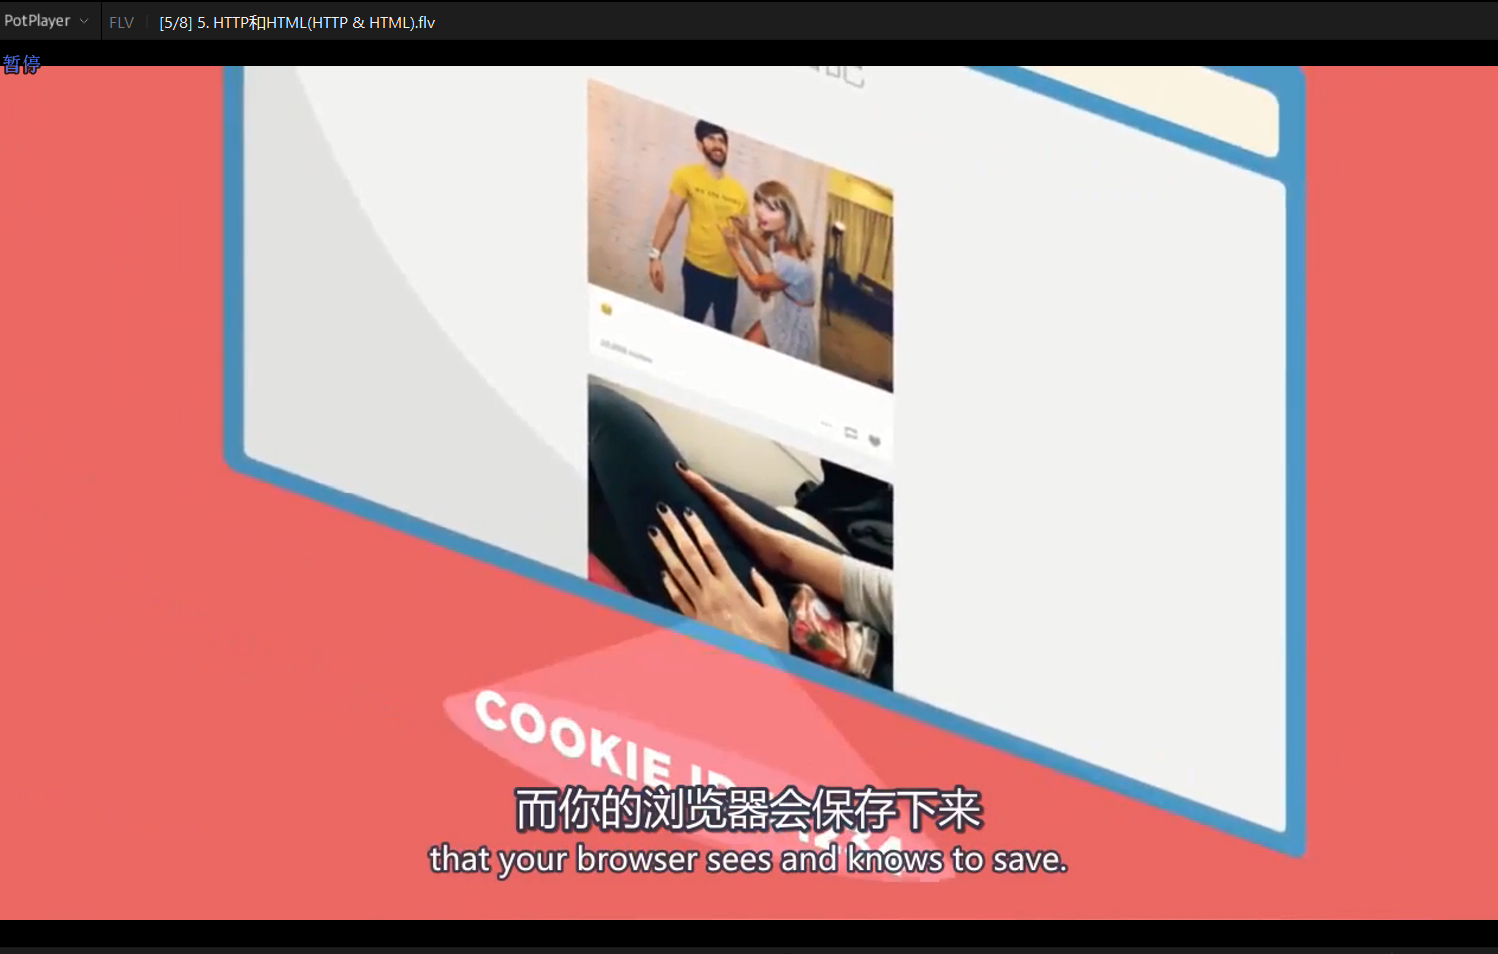 PotPlayer
FLV
[5/8] 5. HTTP和HTML(HTTP & HTML).flv
暂停
COOKIE ID
而你的浏览器会保存下来
that your browser sees and knows to save.